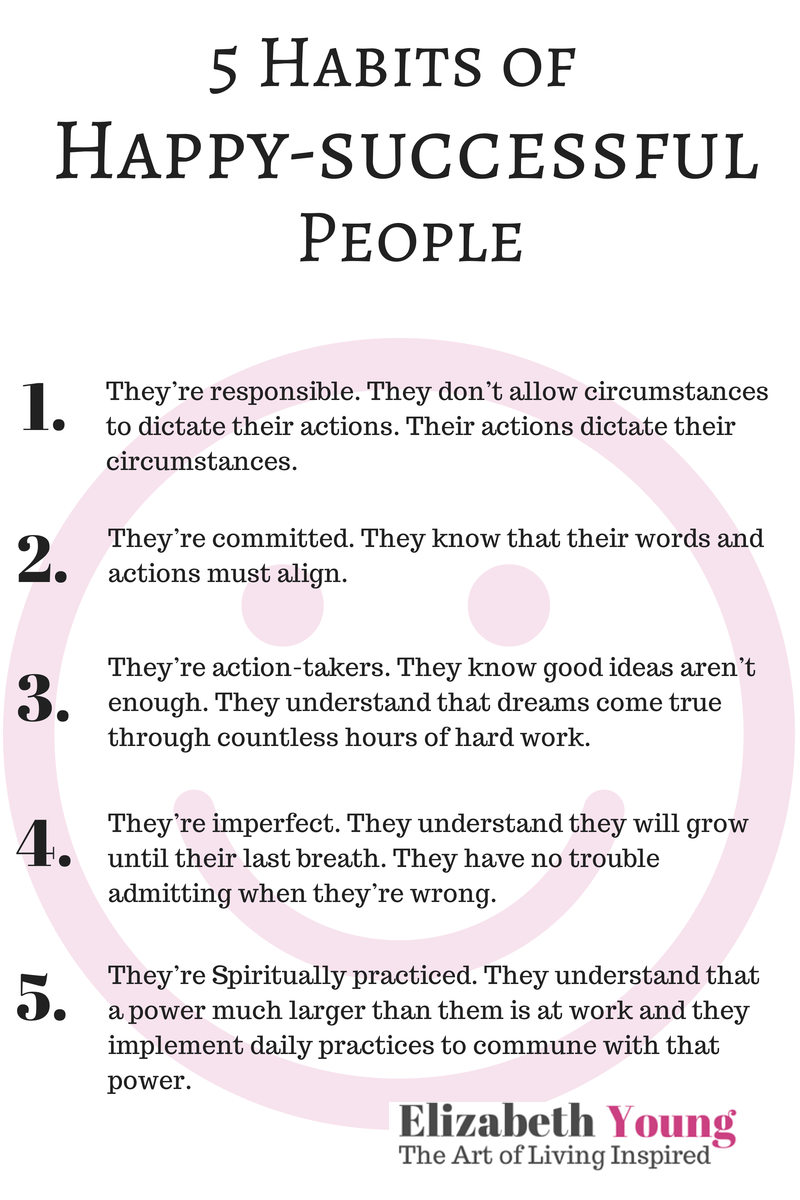 5 Habits of
Happy-successful
People
1. They're responsible. They don't allow circumstances
to dictate their actions. Their actions dictate their
circumstances.
2. They're committed. They know that their words and
actions must align.
3. They're action-takers. They know good ideas aren't
enough. They understand that dreams come true
through countless hours of hard work.
4. They're imperfect. They understand they will grow
until their last breath. They have no trouble
admitting when they're wrong.
5. They're Spiritually practiced. They understand that
a power much larger than them is at work and they
implement daily practices to commune with that
power.
Elizabeth Young
The Art of Living Inspired